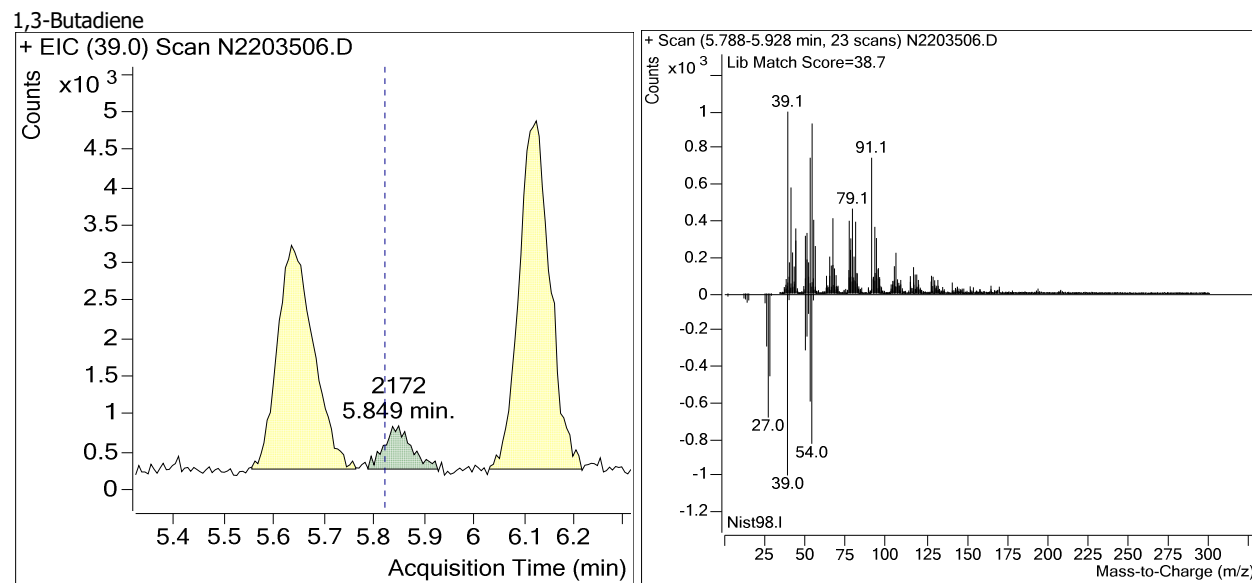 1,3-Butadiene
+ EIC (39.0) Scan N2203506.D
Counts
x10 3
5
4.5
4
3.5
3
2.5
2
1.5
1
0.5
0
2172
5.849 min.
5.4 5.5 5.6 5.7 5.8 5.9 6 6.1 6.2
Acquisition Time (min)
+ Scan (5.788-5.928 min, 23 scans) N2203506.D
Counts
x10 3
Lib Match Score=38.7
1
0.8
0.6
0.4
0.2
0
-0.2
-0.4
-0.6
-0.8
-1
-1.2
39.1
91.1
79.1
27.0
54.0
39.0
Nist98.l
25 50 75 100 125 150 175 200 225 250 275 300
Mass-to-Charge (m/z)